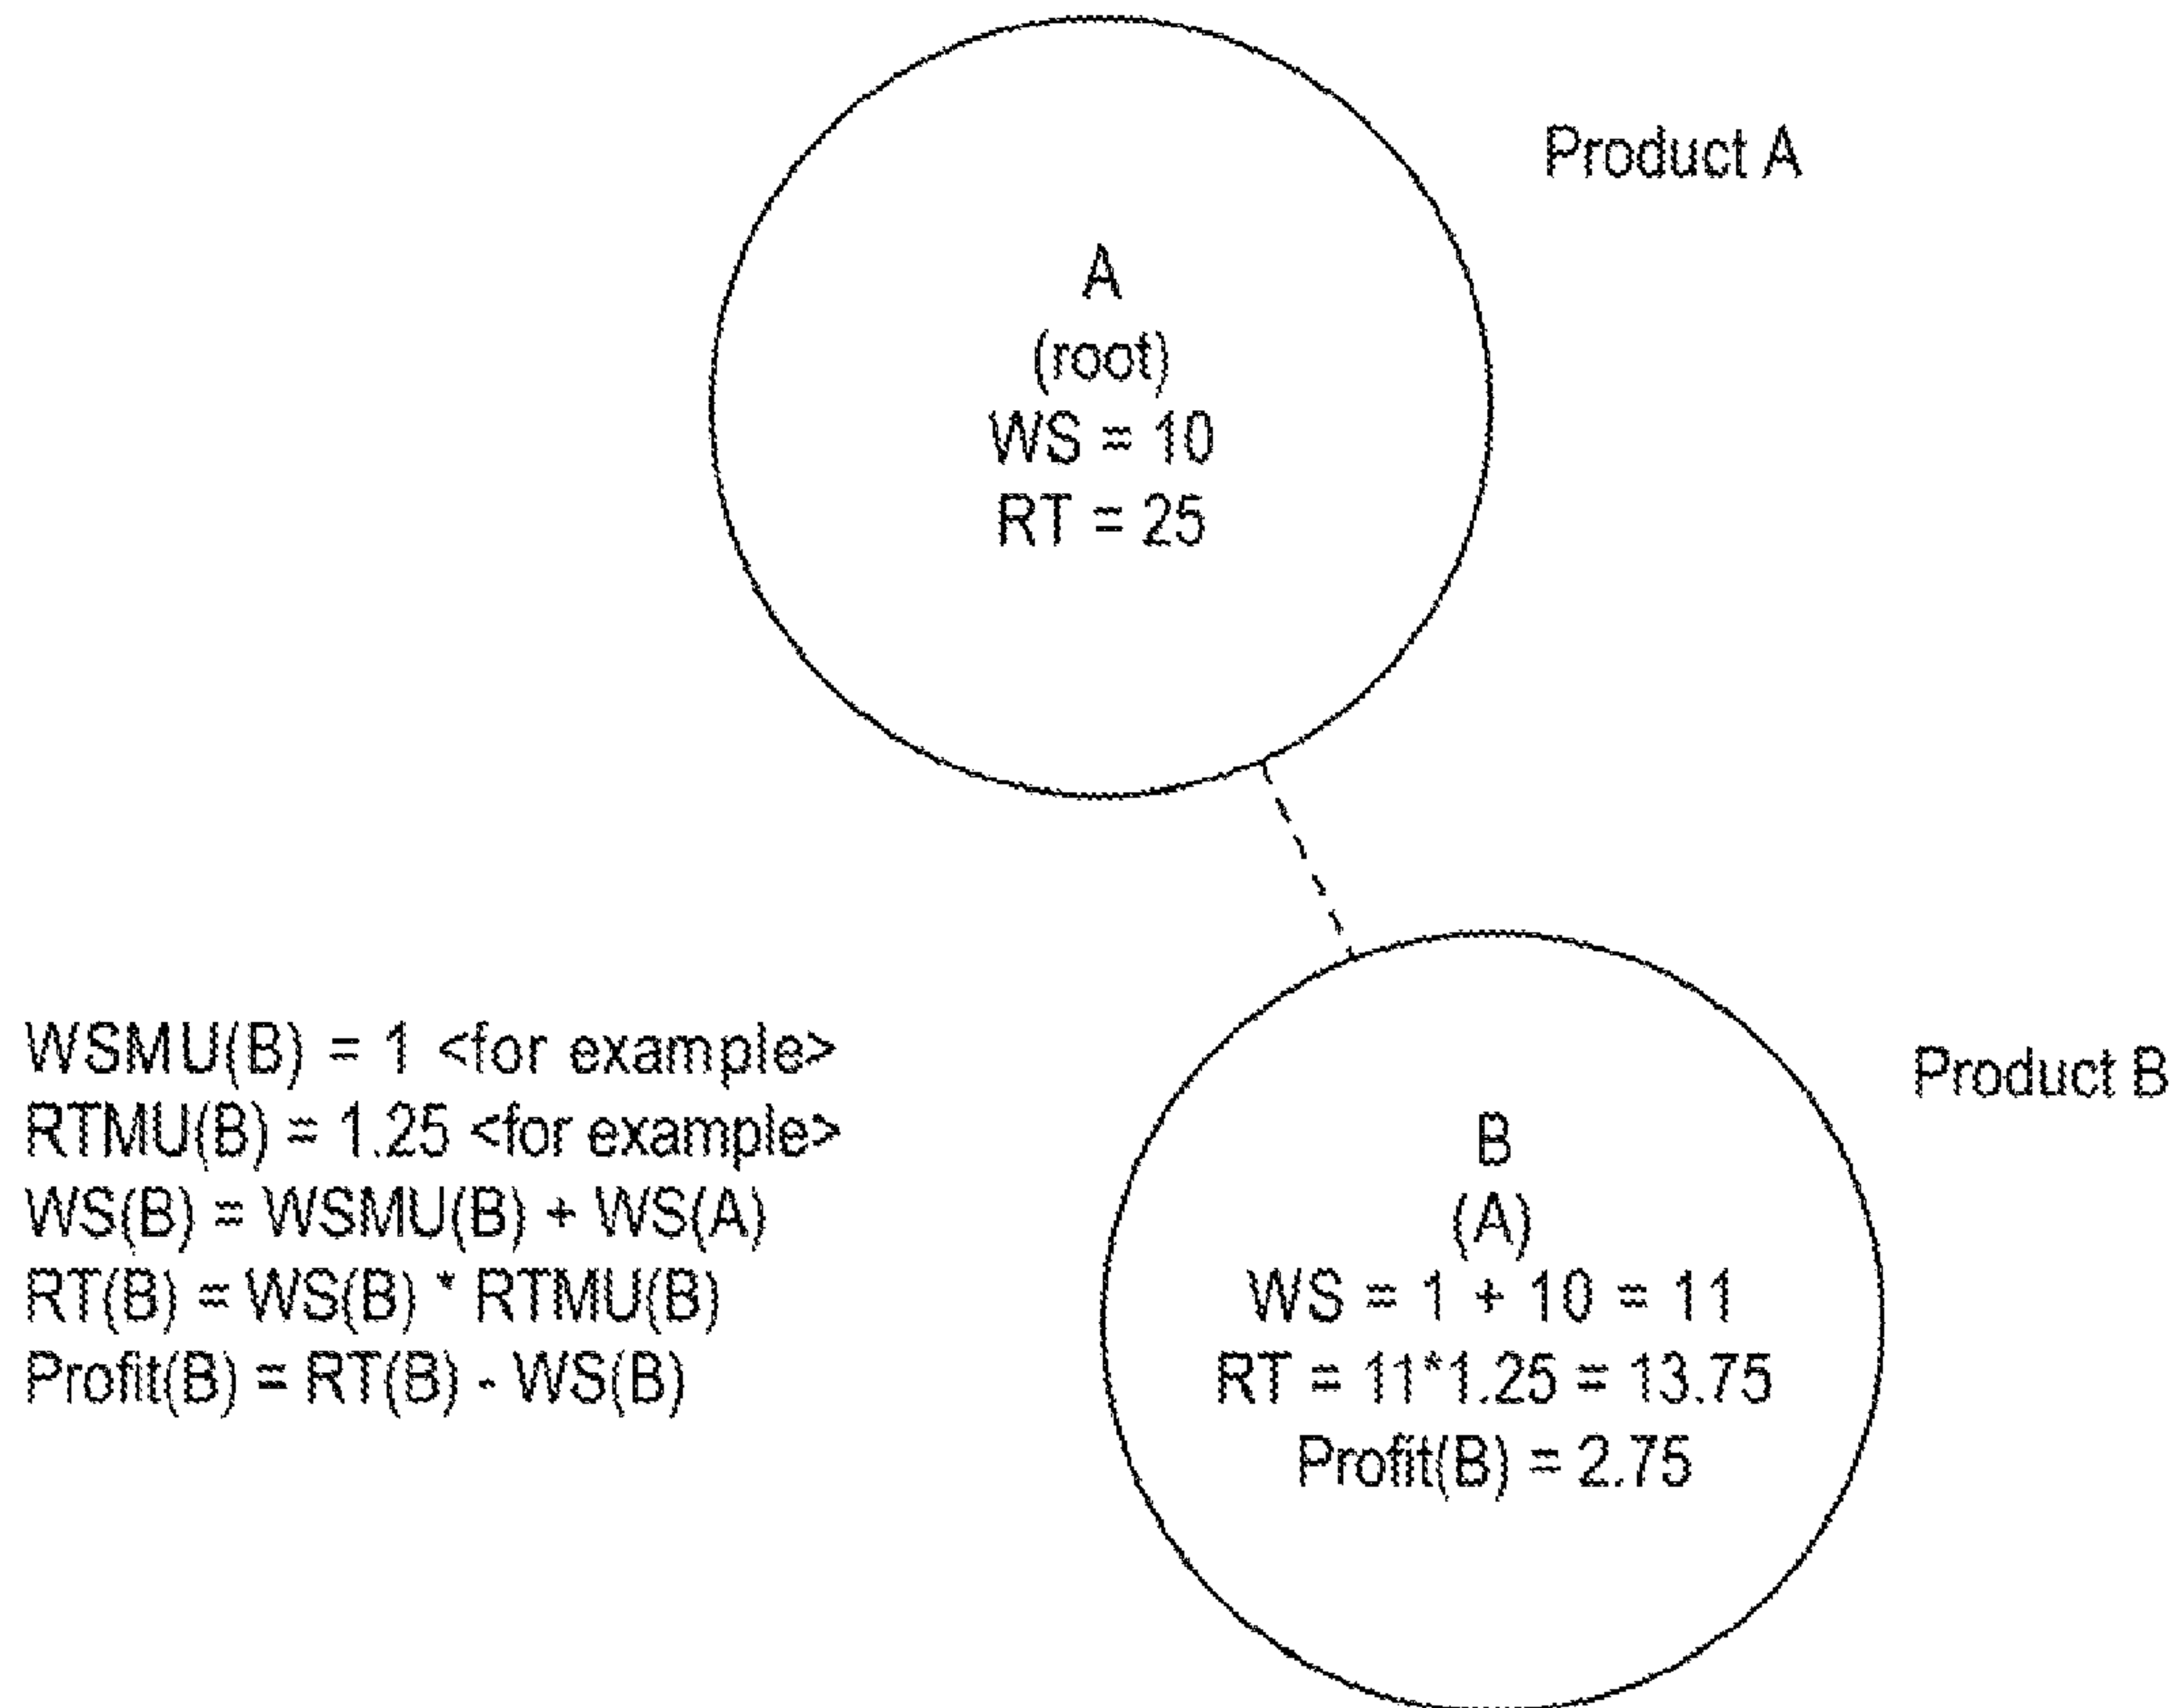 Product A
A
(root)
WS = 10
RT = 25
WSMU(B) = 1 <for example>
RTMU(B) = 1.25 <for example>
WS(B) = WSMU(B) + WS(A)
RT(B) = WS(B) * RTMU(B)
Profit(B) = RT(B) - WS(B)
Product B
B
(A)
WS = 1 + 10 = 11
RT = 11*1.25 = 13.75
Profit(B) = 2.75